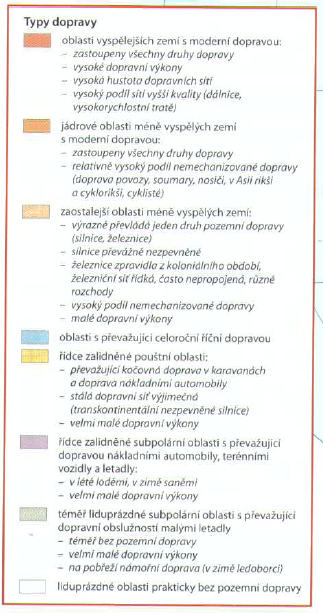 Typy dopravy
oblasti vyspělejších zemí s moderní dopravou:
– zastoupeny všechny druhy dopravy
– vysoké dopravní výkony
– vysoká hustota dopravních sítí
– vysoký podíl sítí vyšší kvality (dálnice,
vysokorychlostní tratě)
jádrové oblasti méně vyspělých zemí
s moderní dopravou:
– zastoupeny všechny druhy dopravy
– relativně vysoký podíl nemechanizované dopravy
(doprava povozy, soumary, nosiči, v Asii rikši
a cyklorikši, cyklisté)
zaostalejší oblasti méně vyspělých zemí:
– výrazně převládá jeden druh pozemní dopravy
(silnice, železnice)
– silnice převážně nezpevněné
– železnice zpravidla z koloniálního období,
železniční síť řídká, často nepropojená, různé
rozchody
– vysoký podíl nemechanizované dopravy
– malé dopravní výkony
oblasti s převažující celoroční říční dopravou
řídce zalidněné pouštní oblasti:
– převažující kočovná doprava v karavanách
a doprava nákladními automobily
– stálá dopravní síť výjimečná
(transkontinentální nezpevněné silnice)
– velmi malé dopravní výkony
řídce zalidněné subpolární oblasti s převažující
dopravou nákladními automobily, terénními
vozidly a letadly:
– v létě loděmi, v zimě saněmi
– velmi malé dopravní výkony
téměř liduprázdné subpolární oblasti s převažující
dopravní obslužností malými letadly
– téměř bez pozemní dopravy
– velmi malé dopravní výkony
– na pobřeží námořní doprava (v zimě ledoborci)
liduprázdné oblasti prakticky bez pozemní dopravy